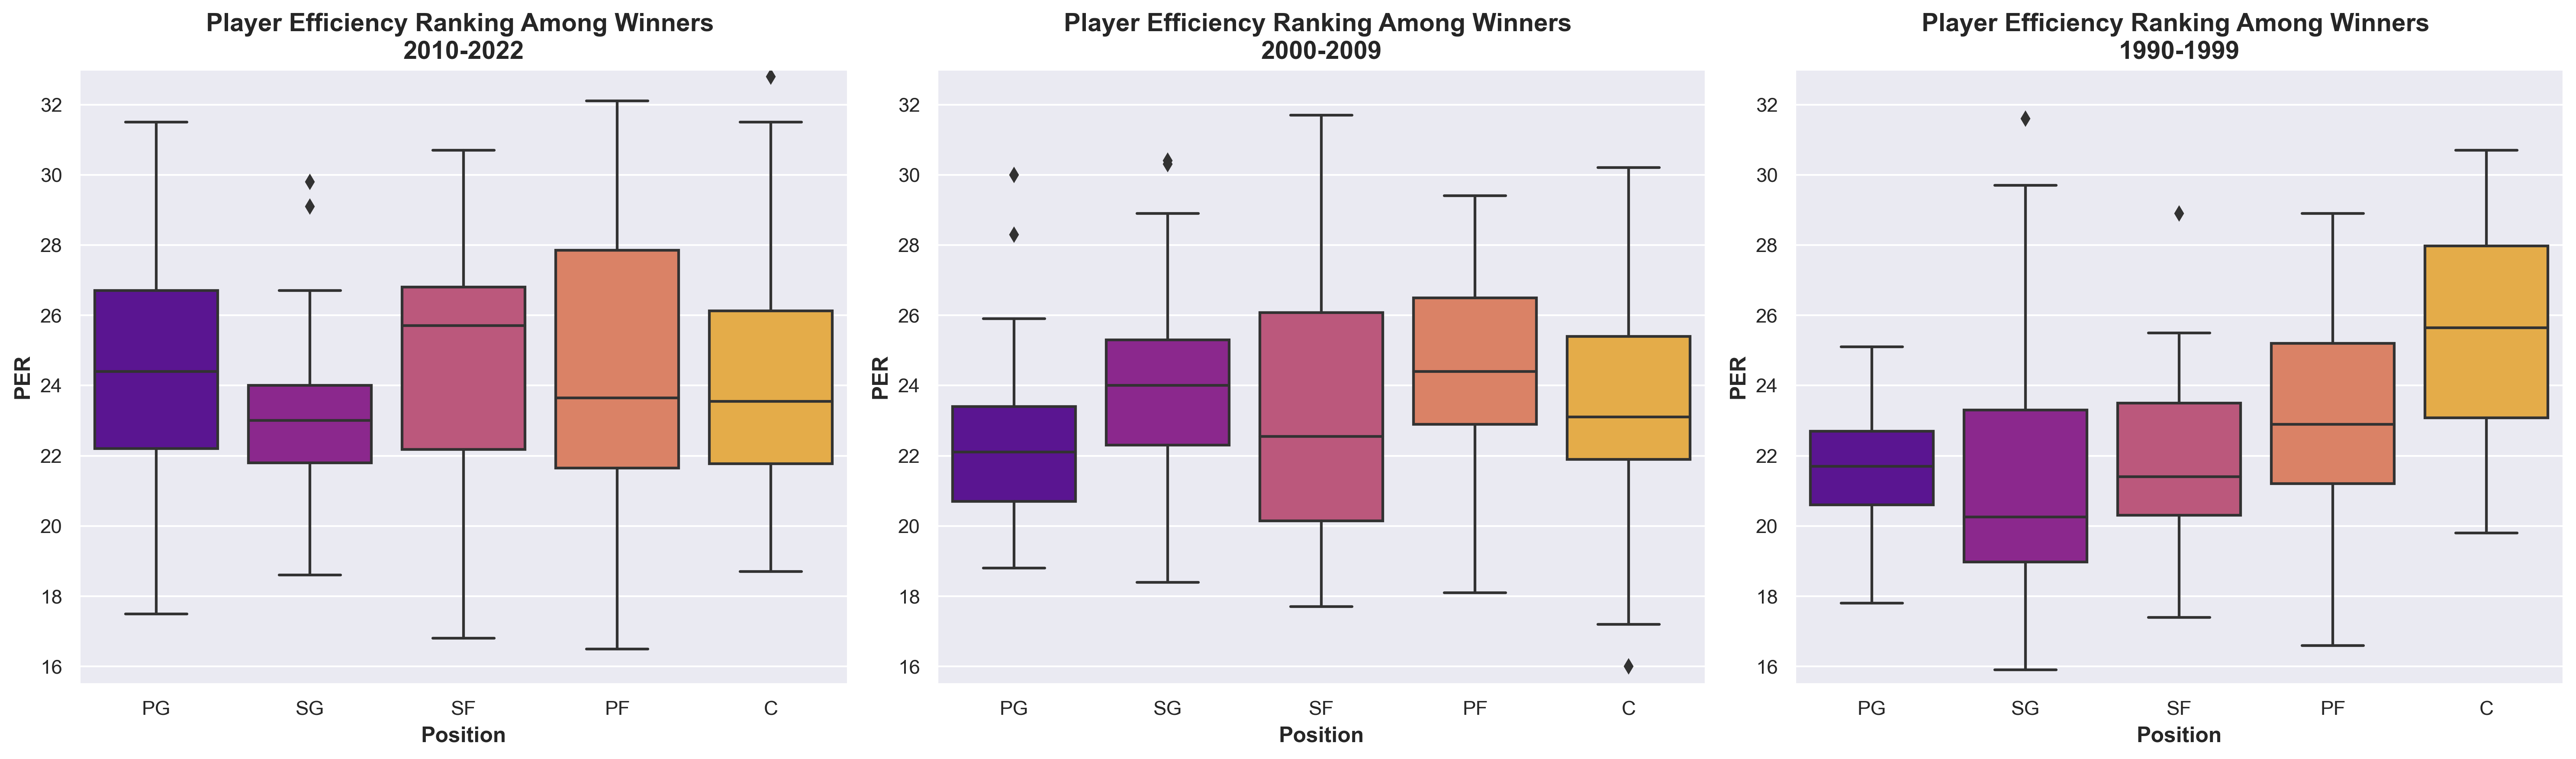 Player Efficiency Ranking Among Winners
2010-2022
PER
32
30
28
26
24
22
20
18
16
PG SG SF PF C
Position
Player Efficiency Ranking Among Winners
2000-2009
PER
32
30
28
26
24
22
20
18
16
PG SG SF PF C
Position
Player Efficiency Ranking Among Winners
1990-1999
PER
32
30
28
26
24
22
20
18
16
PG SG SF PF C
Position